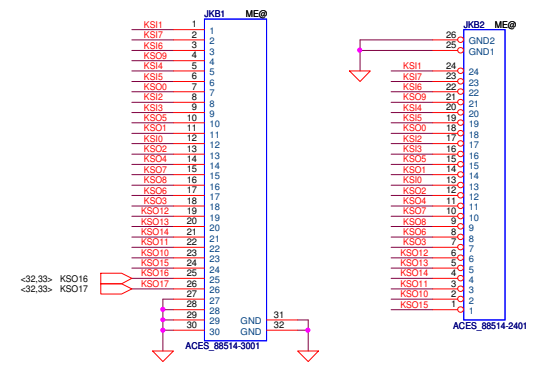 JKB1 ME@
KSI1 1 1
KSI7 2 2
KSI6 3 3
KSO9 4 4
KSI4 5 5
KSI5 6 6
KSO0 7 7
KSI2 8 8
KSI3 9 9
KSO5 10 10
KSO1 11 11
KSI0 12 12
KSO2 13 13
KSO4 14 14
KSO7 15 15
KSO8 16 16
KSO6 17 17
KSO3 18 18
KSO12 19 19
KSO13 20 20
KSO14 21 21
KSO11 22 22
KSO10 23 23
KSO15 24 24
<32,33> KSO16 KSO16 25 25
<32,33> KSO17 KSO17 26 26
27 27
28 28
29 29 GND 31
30 30 GND 32
ACES_88514-3001
JKB2 ME@
26 GND2
25 GND1
KSI1 24 24
KSI7 23 23
KSI6 22 22
KSO9 21 21
KSI4 20 20
KSI5 19 19
KSO0 18 18
KSI2 17 17
KSI3 16 16
KSO5 15 15
KSO1 14 14
KSI0 13 13
KSO2 12 12
KSO4 11 11
KSO7 10 10
KSO8 9 9
KSO6 8 8
KSO3 7 7
KSO12 6 6
KSO13 5 5
KSO14 4 4
KSO11 3 3
KSO10 2 2
KSO15 1 1
ACES_88514-2401